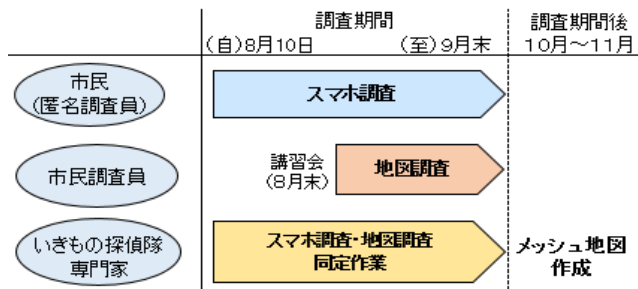 調査期間
調査期間後
(自)8月10日
(至)9月末
10月~11月
市民
(匿名調査員)
スマホ調査
市民調査員
講習会
(8月末)
地図調査
いきもの探偵隊
専門家
スマホ調査・地図調査
同定作業
メッシュ地図
作成